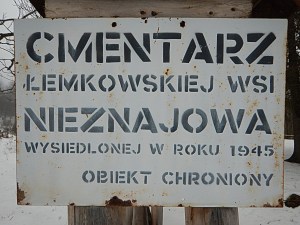 CMENTARZ
ŁEMKOWSKIEJ WSI
NIEZNAJOWA
WYSIEDLONEJ W ROKU 1945
OBIEKT CHRONIONY